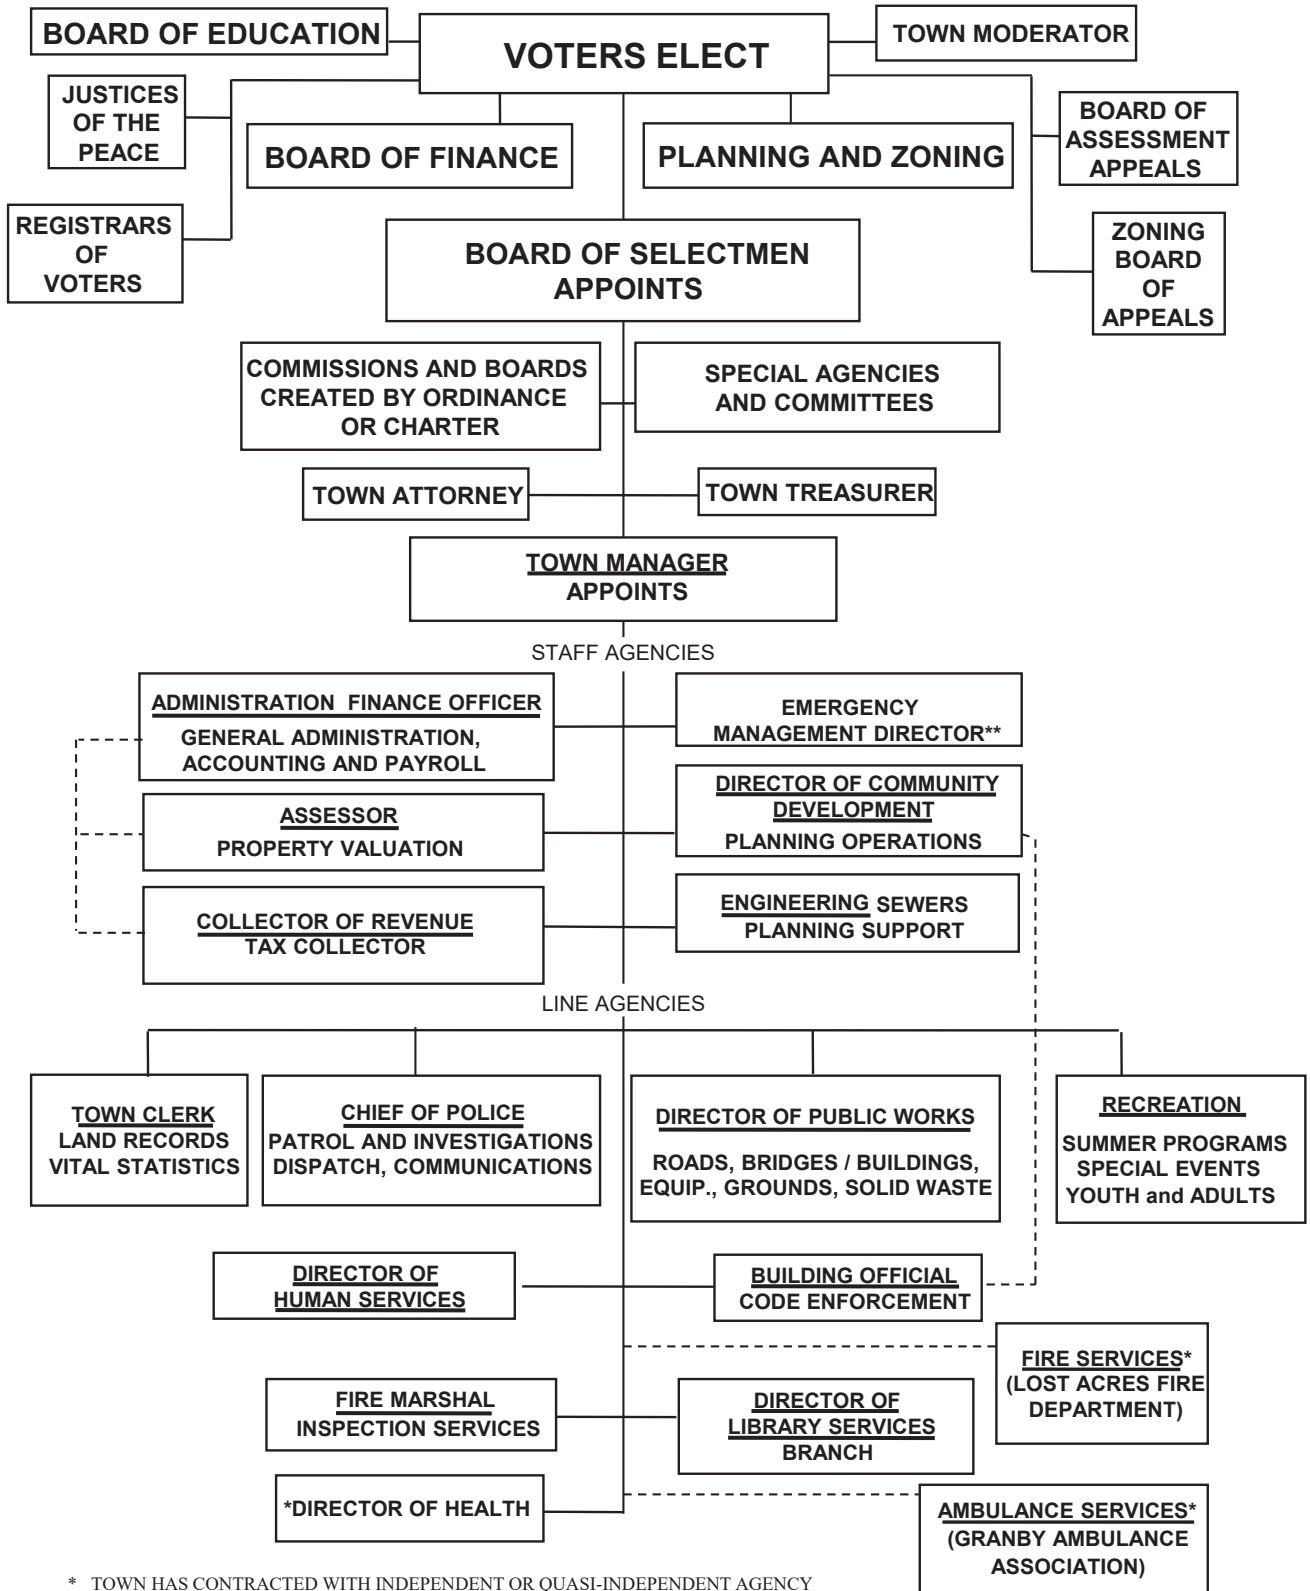 BOARD OF EDUCATION
VOTERS ELECT
TOWN MODERATOR
JUSTICES
OF THE
PEACE
BOARD OF FINANCE
PLANNING AND ZONING
BOARD OF
ASSESSMENT
APPEALS
REGISTRARS
OF
VOTERS
BOARD OF SELECTMEN
APPOINTS
ZONING
BOARD
OF
APPEALS
COMMISSIONS AND BOARDS
CREATED BY ORDINANCE
OR CHARTER
SPECIAL AGENCIES
AND COMMITTEES
TOWN ATTORNEY
TOWN TREASURER
TOWN MANAGER
APPOINTS
STAFF AGENCIES
ADMINISTRATION FINANCE OFFICER
GENERAL ADMINISTRATION,
ACCOUNTING AND PAYROLL
EMERGENCY
MANAGEMENT DIRECTOR**
ASSESSOR
PROPERTY VALUATION
DIRECTOR OF COMMUNITY
DEVELOPMENT
PLANNING OPERATIONS
COLLECTOR OF REVENUE
TAX COLLECTOR
ENGINEERING SEWERS
PLANNING SUPPORT
LINE AGENCIES
TOWN CLERK
LAND RECORDS
VITAL STATISTICS
CHIEF OF POLICE
PATROL AND INVESTIGATIONS
DISPATCH, COMMUNICATIONS
DIRECTOR OF PUBLIC WORKS
ROADS, BRIDGES / BUILDINGS,
EQUIP., GROUNDS, SOLID WASTE
RECREATION
SUMMER PROGRAMS
SPECIAL EVENTS
YOUTH and ADULTS
DIRECTOR OF
HUMAN SERVICES
BUILDING OFFICIAL
CODE ENFORCEMENT
FIRE SERVICES*
(LOST ACRES FIRE
DEPARTMENT)
FIRE MARSHAL
INSPECTION SERVICES
DIRECTOR OF
LIBRARY SERVICES
BRANCH
*DIRECTOR OF HEALTH
AMBULANCE SERVICES*
(GRANBY AMBULANCE
ASSOCIATION)
* TOWN HAS CONTRACTED WITH INDEPENDENT OR QUASI-INDEPENDENT AGENCY